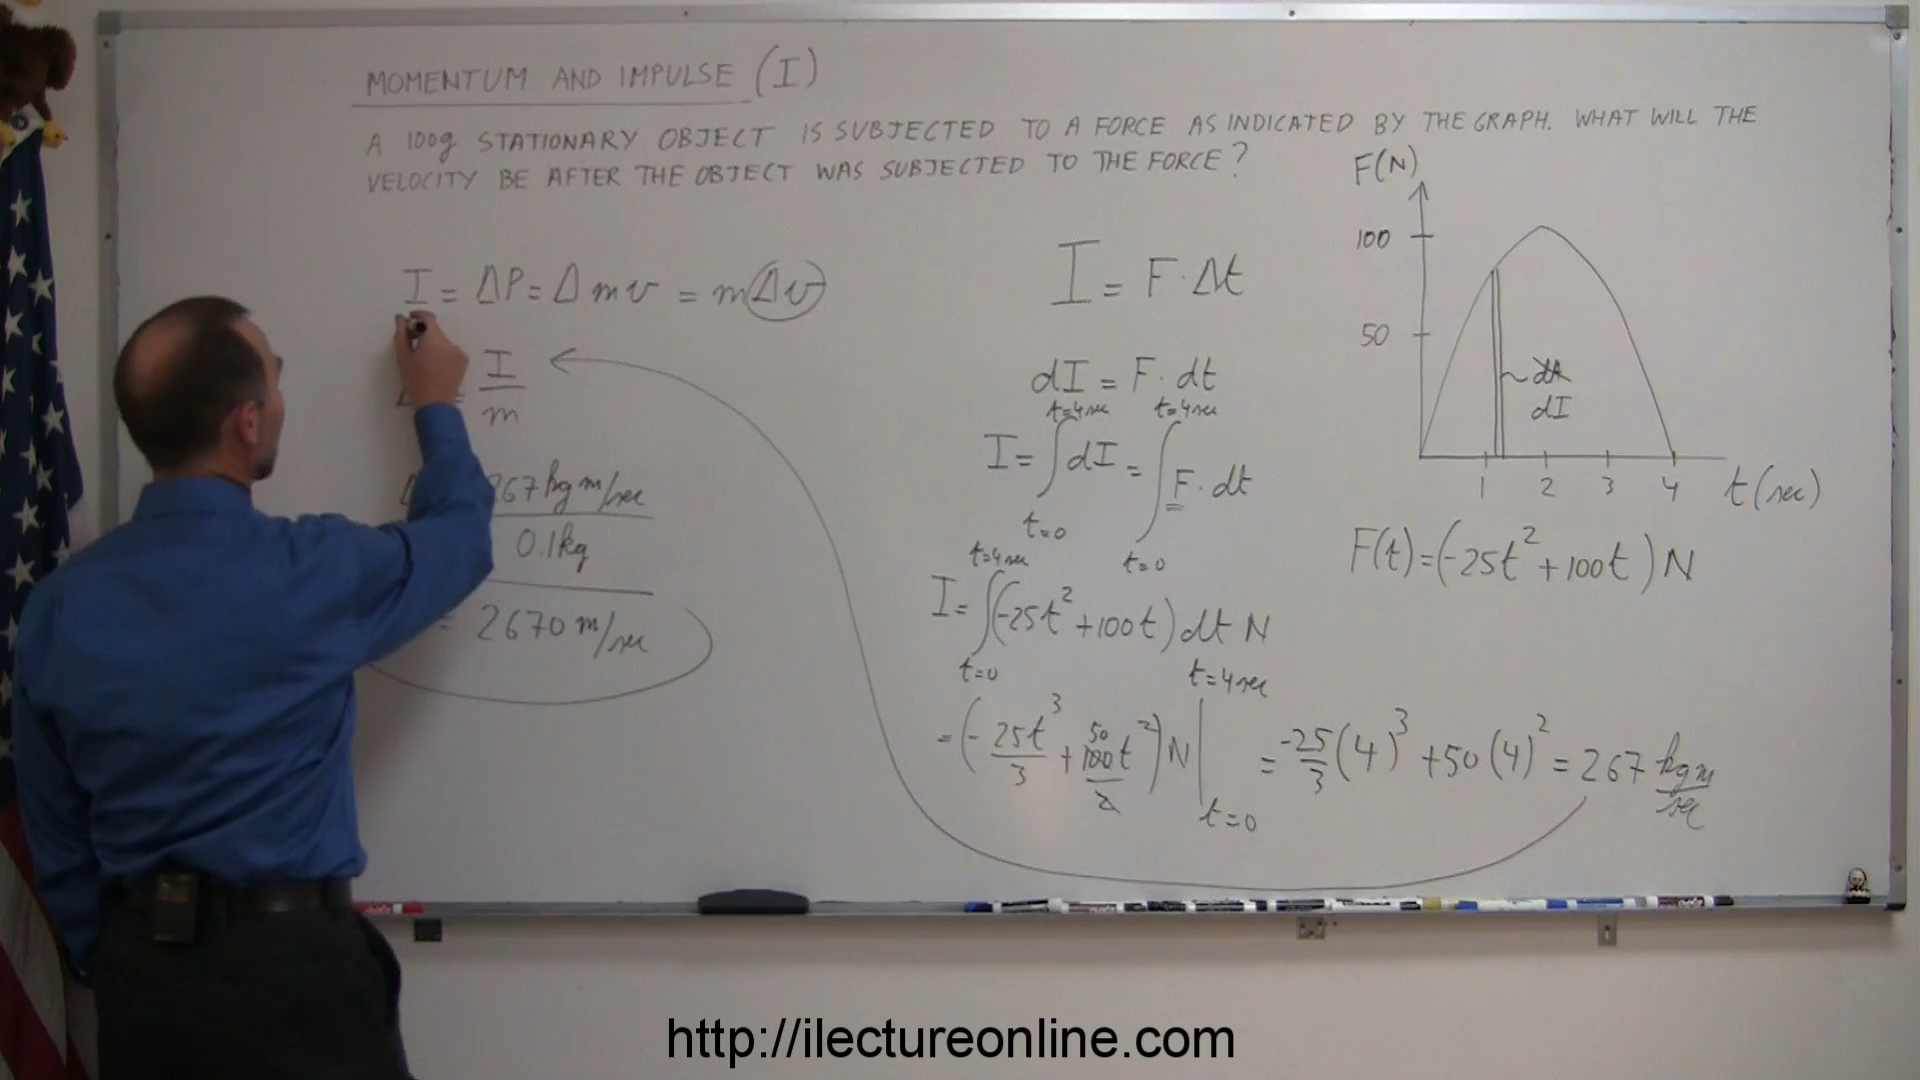 MOMENTUM AND IMPULSE (I)
A 100g STATIONARY OBJECT IS SUBJECTED TO A FORCE AS INDICATED BY THE GRAPH. WHAT WILL THE
VELOCITY BE AFTER THE OBJECT WAS SUBJECTED TO THE FORCE?
I = ΔP = Δmv = m(Δv)
I
m
267 kg m/sec
0.1kg
= 2670 m/sec
I = F·Δt
dI = F·dt
t=4sec t=4sec
I = ∫dI = ∫F·dt
t=0 t=0
t=4sec
I = ∫(-25t² + 100t) dt N
t=0 t=4sec
= (-25t³/3 + 100t²/2) N | = -25/3 (4)³ + 50(4)² = 267 kg m/sec
50
t=0
F(N)
100
50
dA
dI
1 2 3 4 t(sec)
F(t) = (-25t² + 100t) N
http://ilectureonline.com